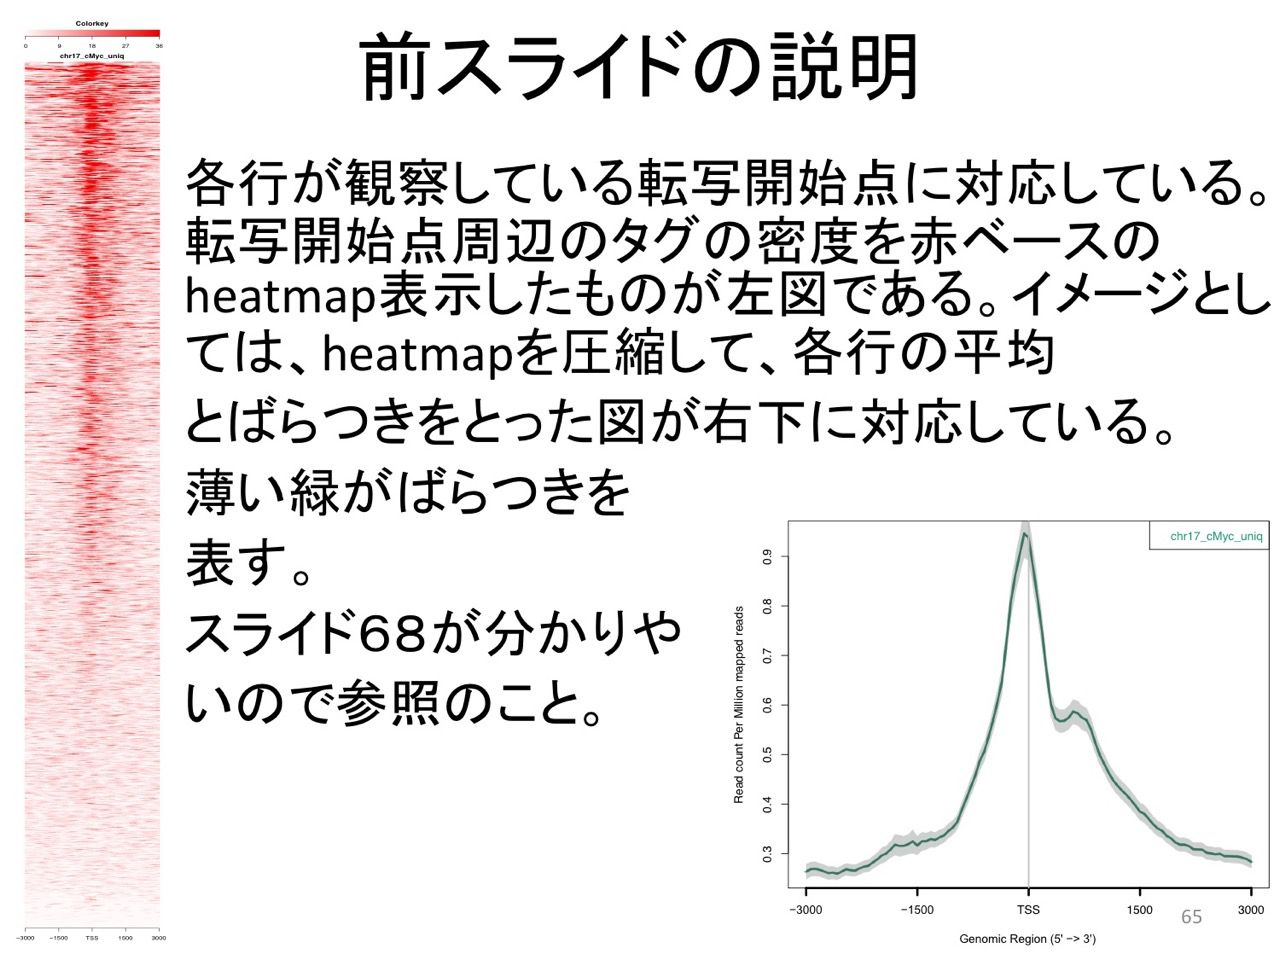 Colorkey
0 9 18 27 36
chr17_cMyc_uniq
−3000 −1500 TSS 1500 3000
前スライドの説明
各行が観察している転写開始点に対応している。
転写開始点周辺のタグの密度を赤ベースの
heatmap表示したものが左図である。イメージとし
ては、heatmapを圧縮して、各行の平均
とばらつきをとった図が右下に対応している。
薄い緑がばらつきを
表す。
スライド６８が分かりや
いので参照のこと。
chr17_cMyc_uniq
Read count Per Million mapped reads
0.9
0.8
0.7
0.6
0.5
0.4
0.3
−3000 −1500 TSS 1500 3000
Genomic Region (5' −> 3')
65